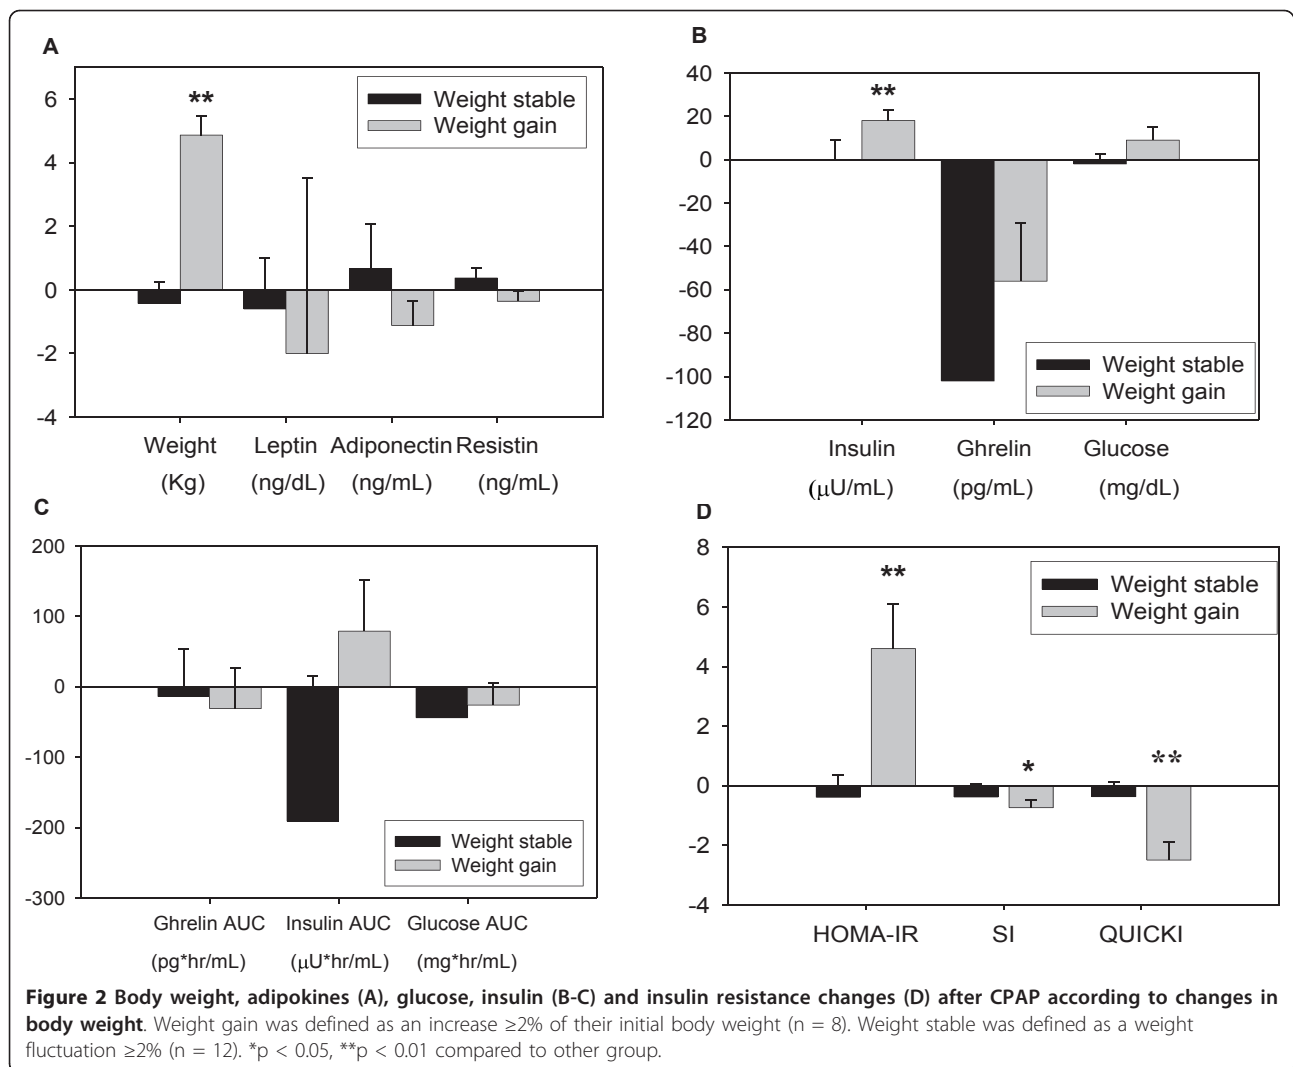 A
6
4
2
0
-2
-4
**
Weight stable
Weight gain
Weight Leptin Adiponectin Resistin
(Kg) (ng/dL) (ng/mL) (ng/mL)
B
40
20
0
-20
-40
-60
-80
-100
-120
**
Weight stable
Weight gain
Insulin Ghrelin Glucose
(μU/mL) (pg/mL) (mg/dL)
C
200
100
0
-100
-200
-300
Weight stable
Weight gain
Ghrelin AUC Insulin AUC Glucose AUC
(pg*hr/mL) (μU*hr/mL) (mg*hr/mL)
D
8
6
4
2
0
-2
-4
**
*
**
Weight stable
Weight gain
HOMA-IR SI QUICKI
Figure 2 Body weight, adipokines (A), glucose, insulin (B-C) and insulin resistance changes (D) after CPAP according to changes in
body weight. Weight gain was defined as an increase ≥2% of their initial body weight (n = 8). Weight stable was defined as a weight
fluctuation ≥2% (n = 12). *p < 0.05, **p < 0.01 compared to other group.